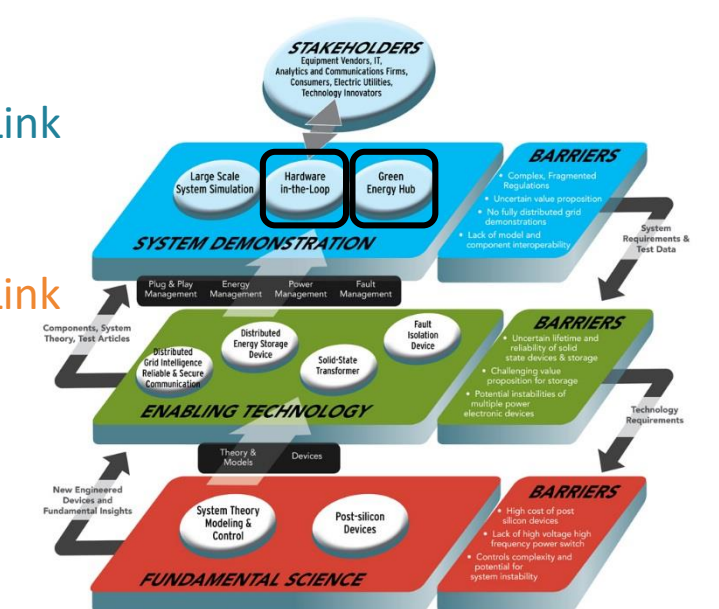 STAKEHOLDERS
Equipment Vendors, IT,
Analytics and Communications Firms,
Consumers, Electric Utilities,
Technology Innovators
Link
Large Scale
System Simulation
Hardware
in-the-Loop
Green
Energy Hub
SYSTEM DEMONSTRATION
BARRIERS
• Complex, Fragmented
Regulations
• Uncertain value proposition
• No fully distributed grid
demonstrations
• Lack of model and
component interoperability
System
Requirements &
Test Data
Link
Plug & Play
Management
Energy
Management
Power
Management
Fault
Management
Components, System
Theory, Test Articles
Distributed
Grid Intelligence
Reliable & Secure
Communication
Distributed
Energy Storage
Device
Solid-State
Transformer
Fault
Isolation
Device
ENABLING TECHNOLOGY
BARRIERS
• Uncertain lifetime and
reliability of solid
state devices & storage
• Challenging value
proposition for storage
• Potential instabilities of
multiple power
electronic devices
Technology
Requirements
Theory &
Models
Devices
New Engineered
Devices and
Fundamental Insights
System Theory
Modeling &
Control
Post-silicon
Devices
FUNDAMENTAL SCIENCE
BARRIERS
• High cost of post
silicon devices
• Lack of high voltage high
frequency power switch
• Controls complexity and
potential for
system instability